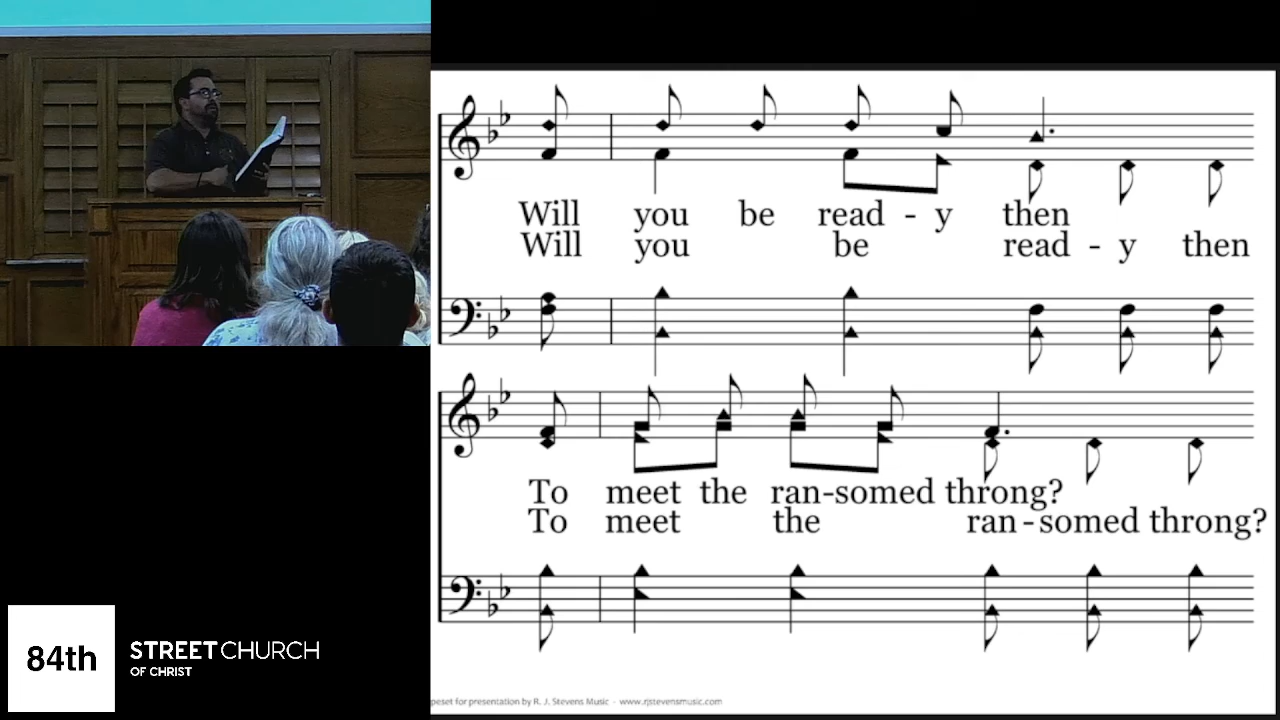 Will you be read - y then
Will you be read - y then
To meet the ran-somed throng?
To meet the ran-somed throng?
peset for presentation by R. J. Stevens Music - www.rjstevensmusic.com
84th
STREET CHURCH
OF CHRIST